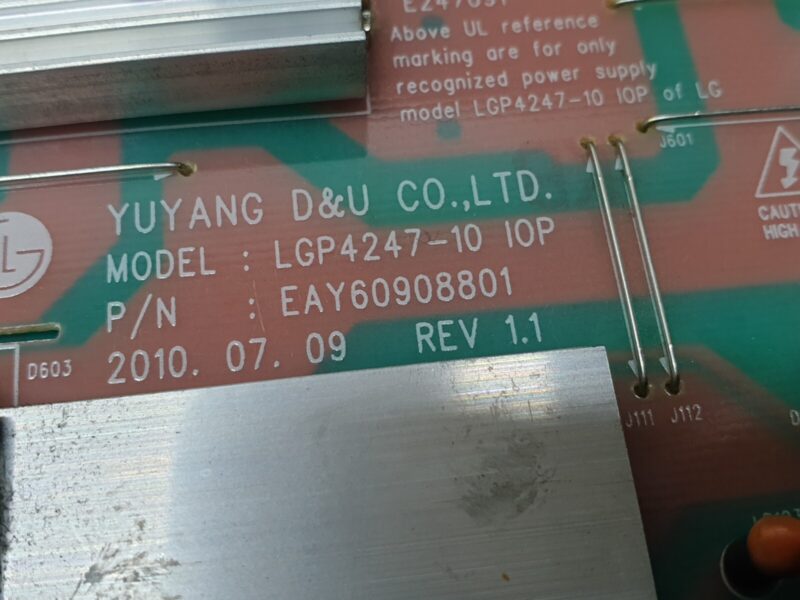 Above UL reference
marking are for only
recognized power supply
model LGP4247-10 IOP of LG
J601
YUYANG D&U CO.,LTD.
MODEL : LGP4247-10 IOP
P/N : EAY60908801
2010. 07. 09 REV 1.1
D603
J111 J112
HIGH